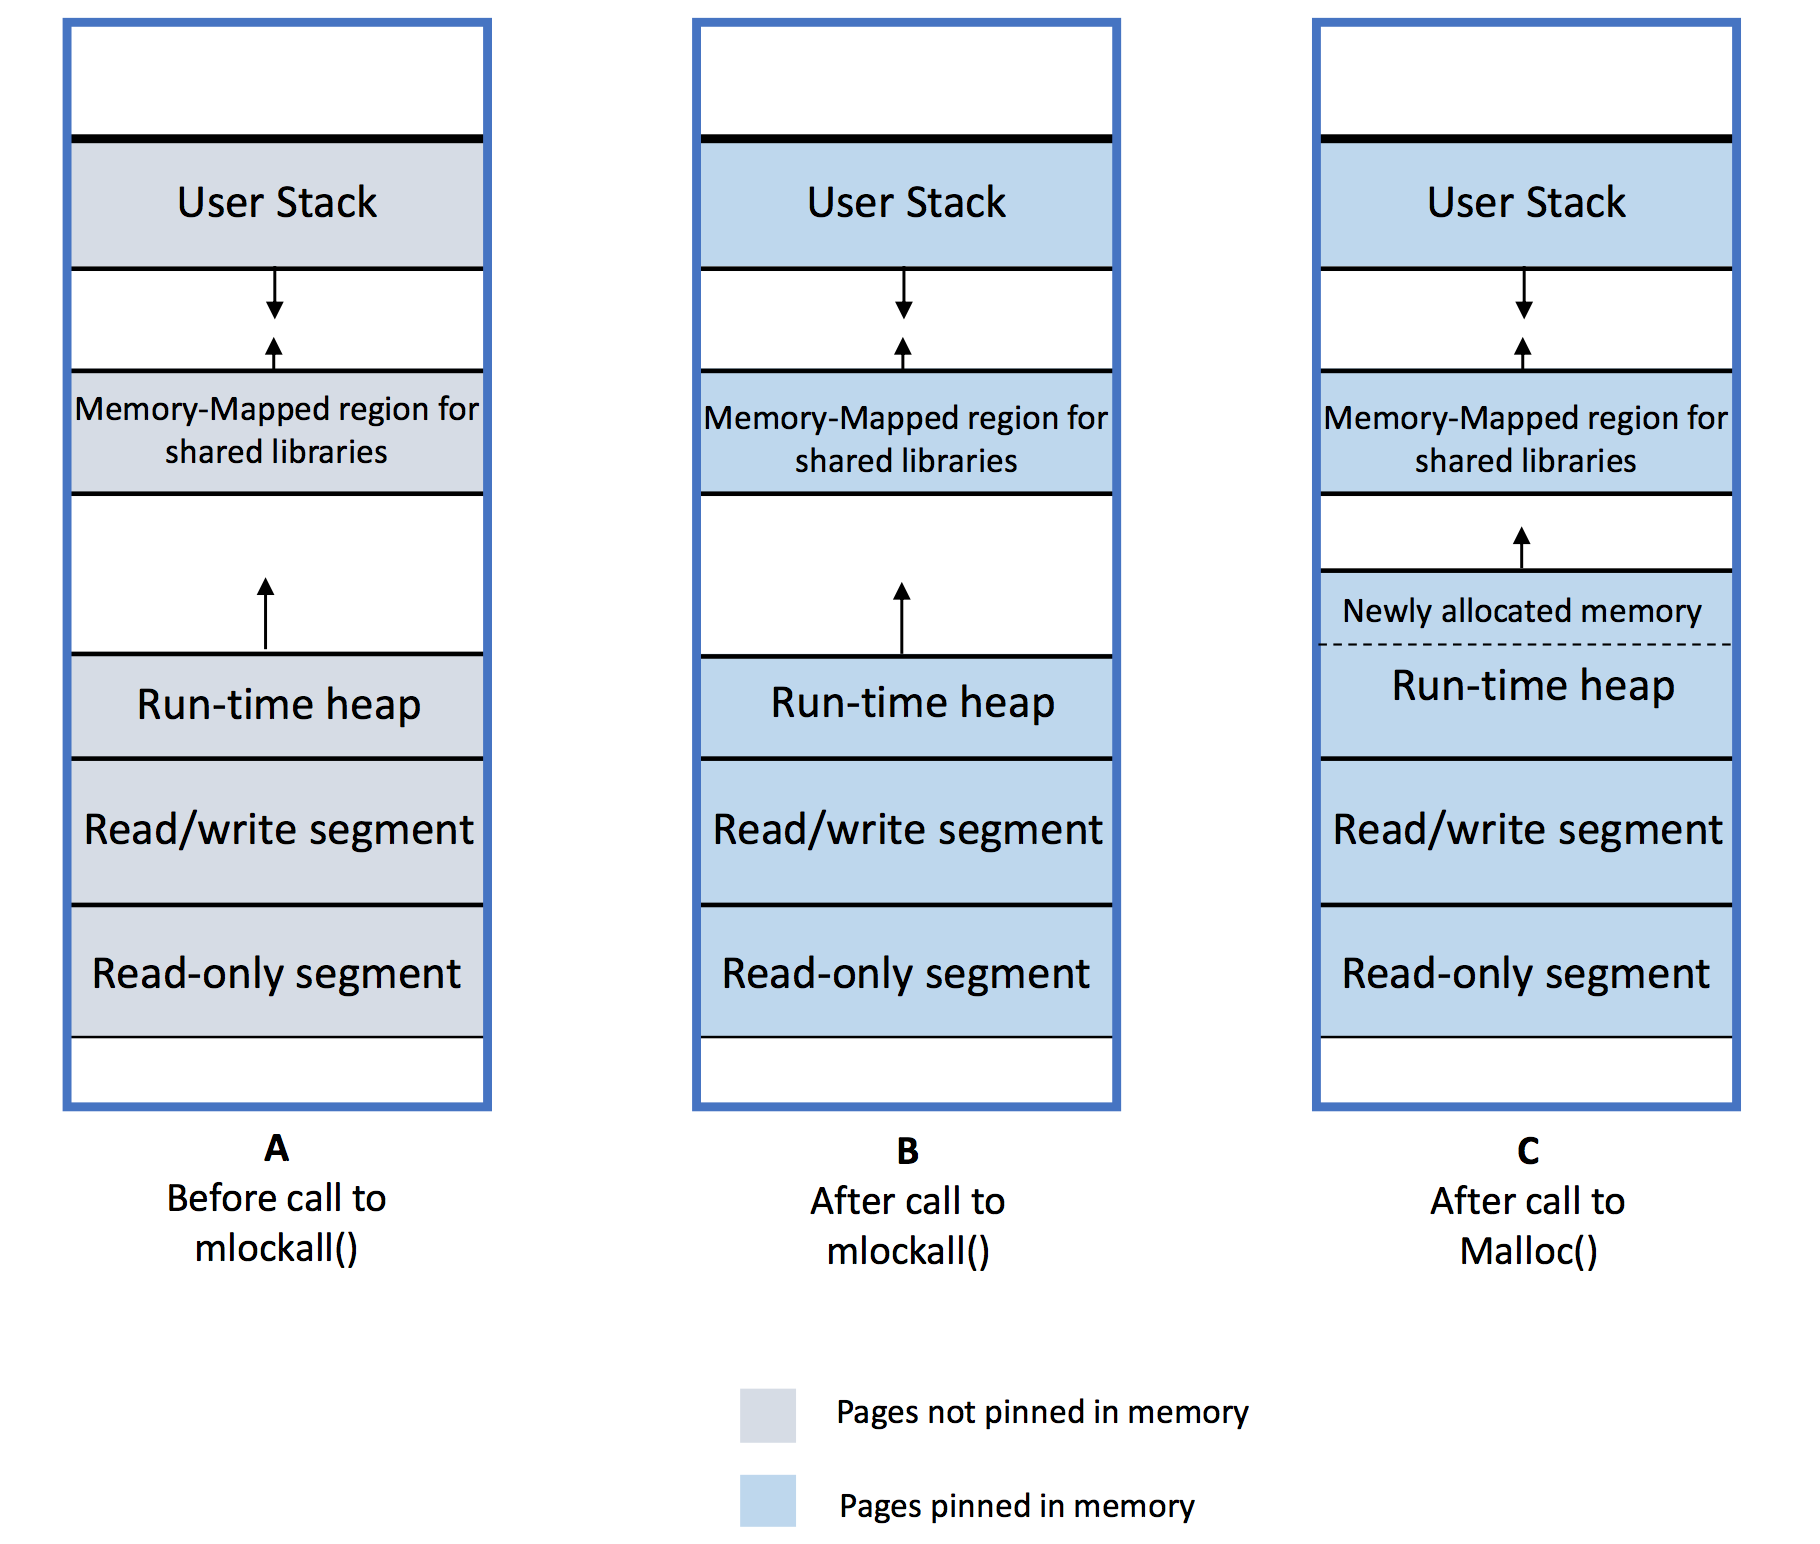 User Stack
Memory-Mapped region for
shared libraries
Run-time heap
Read/write segment
Read-only segment
A
Before call to
mlockall()
User Stack
Memory-Mapped region for
shared libraries
Run-time heap
Read/write segment
Read-only segment
B
After call to
mlockall()
User Stack
Memory-Mapped region for
shared libraries
Newly allocated memory
Run-time heap
Read/write segment
Read-only segment
C
After call to
Malloc()
Pages not pinned in memory
Pages pinned in memory